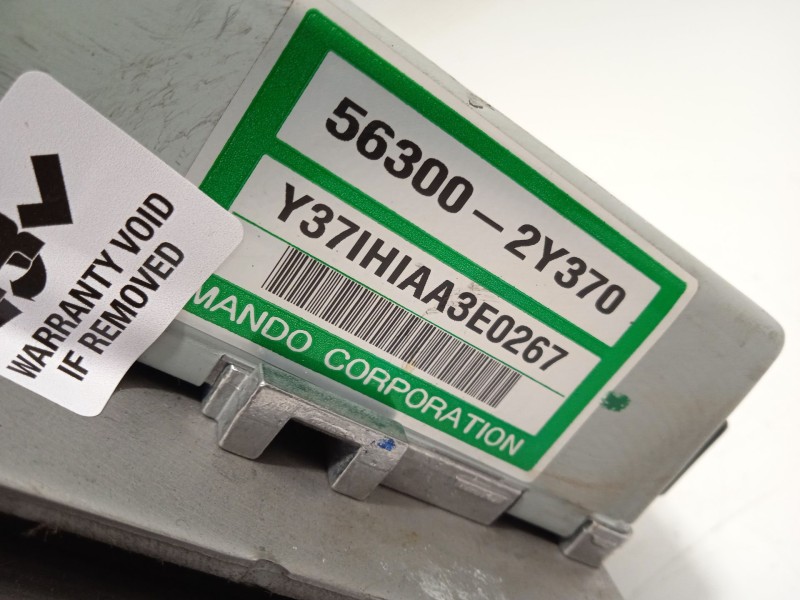 56300-2Y370
Y37IHIAA3E0267
MANDO CORPORATION
WARRANTY VOID
IF REMOVED